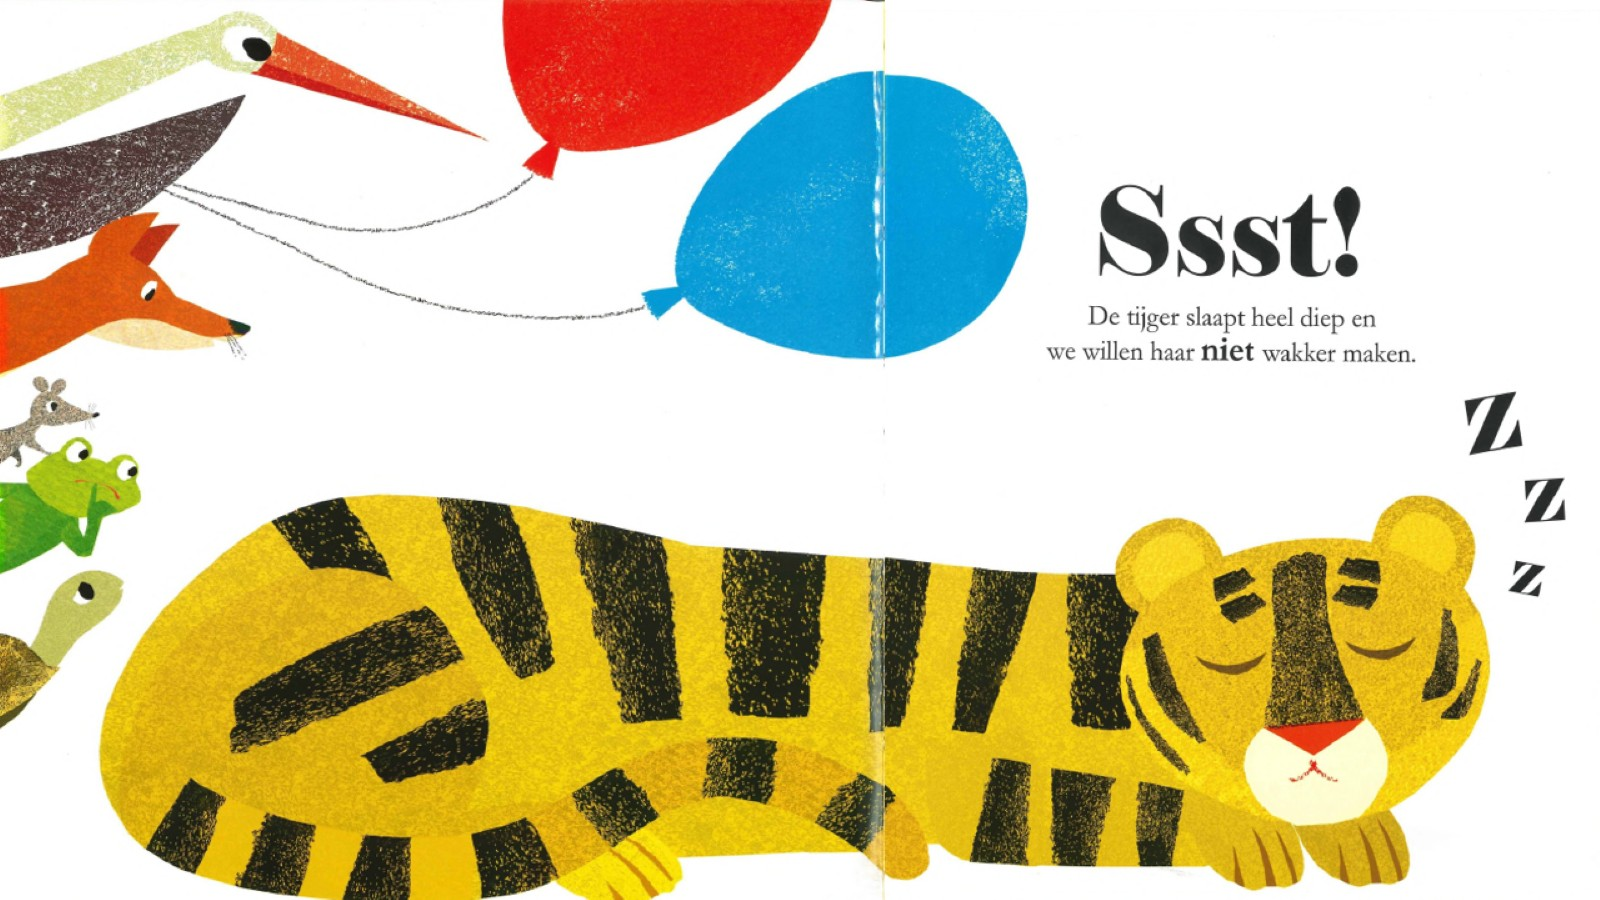 Ssst!
De tijger slaapt heel diep en
we willen haar niet wakker maken.
Z
Z
Z